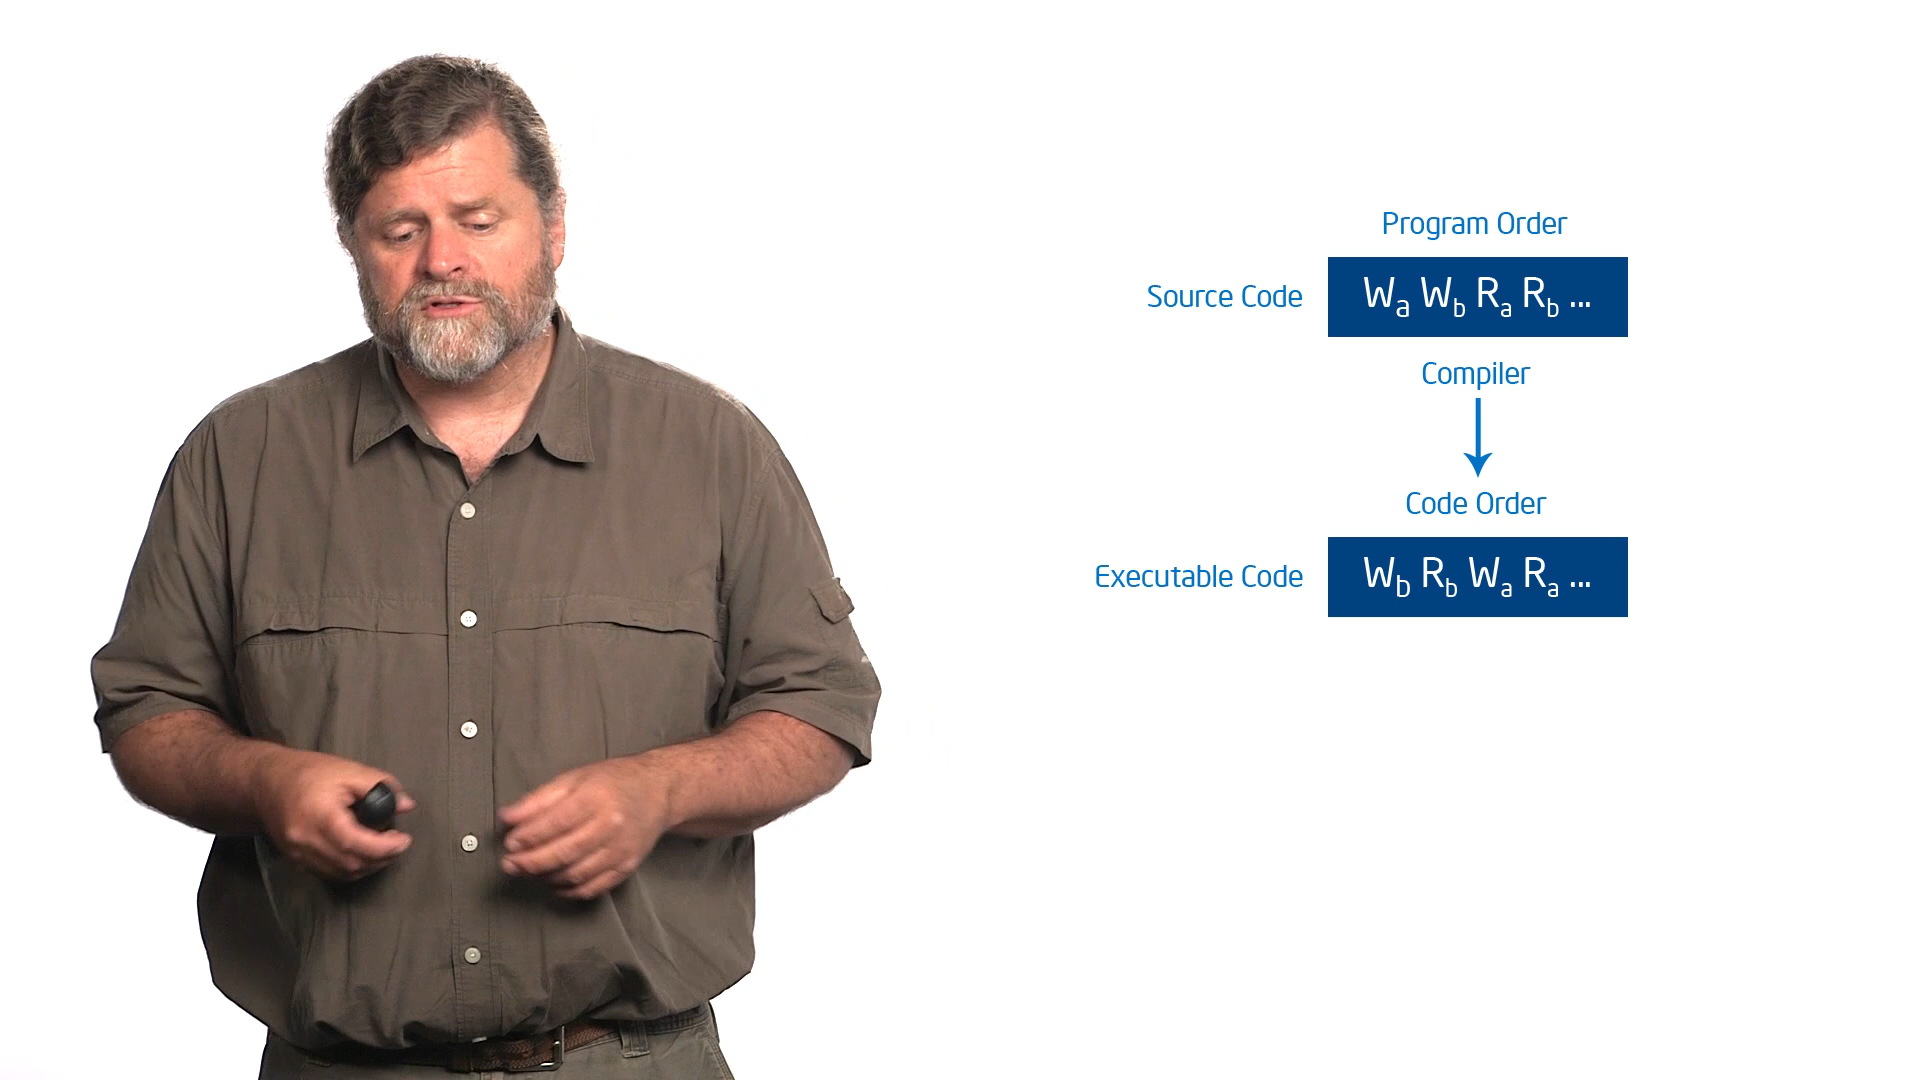 Program Order
Source Code
Wa Wb Ra Rb ...
Compiler
Code Order
Executable Code
Wb Rb Wa Ra ...